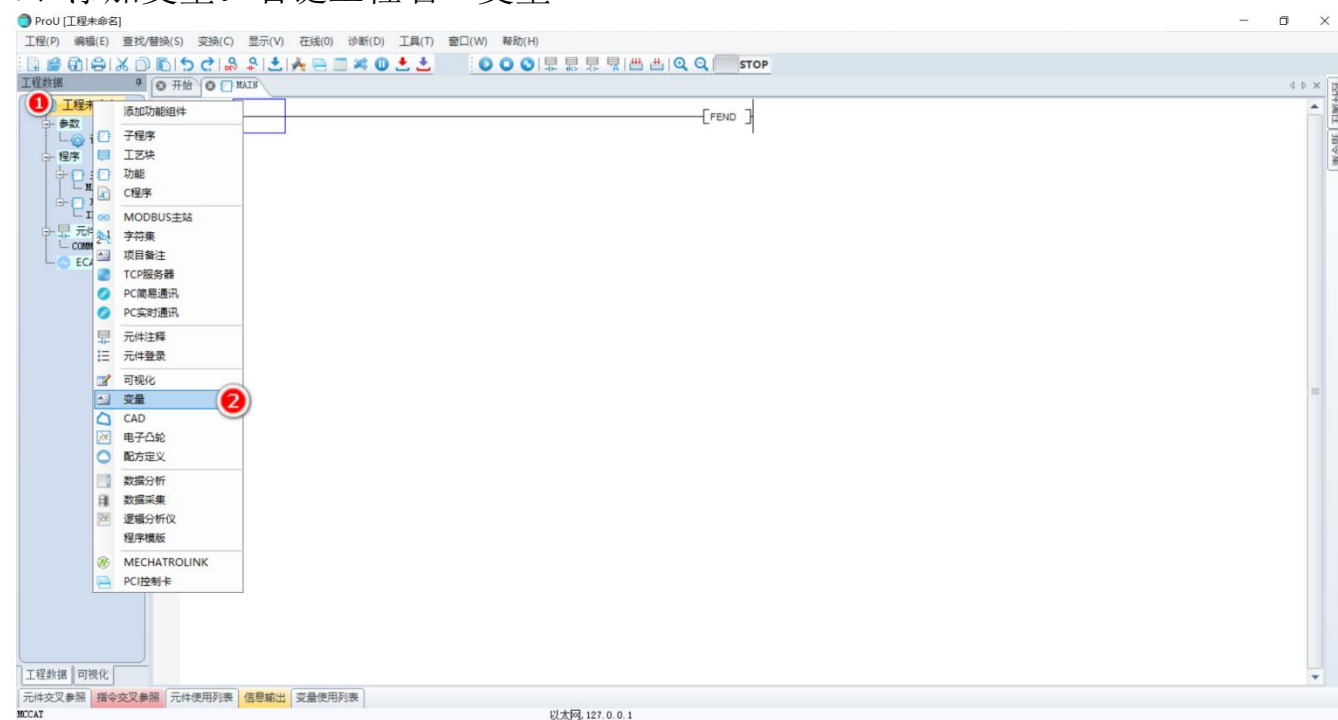 ProU [工程未命名]
工程(P) 编辑(E) 查找/替换(S) 变换(C) 显示(V) 在线(O) 诊断(D) 工具(T) 窗口(W) 帮助(H)
STOP
工程数据
开始 MAIN
1 工程未
添加功能组件
FEND
参数
子程序
程序
工艺块
功能
C程序
MODBUS主站
元件
字符集
COMM
项目备注
ECA
TCP服务器
PC简易通讯
PC实时通讯
元件注释
元件登录
可视化
变量 2
CAD
电子凸轮
配方定义
数据分析
数据采集
逻辑分析仪
程序模版
MECHATROLINK
PCI控制卡
工程数据 可视化
元件交叉参照 指令交叉参照 元件使用列表 信息输出 变量使用列表
MCCAT 以太网,127.0.0.1